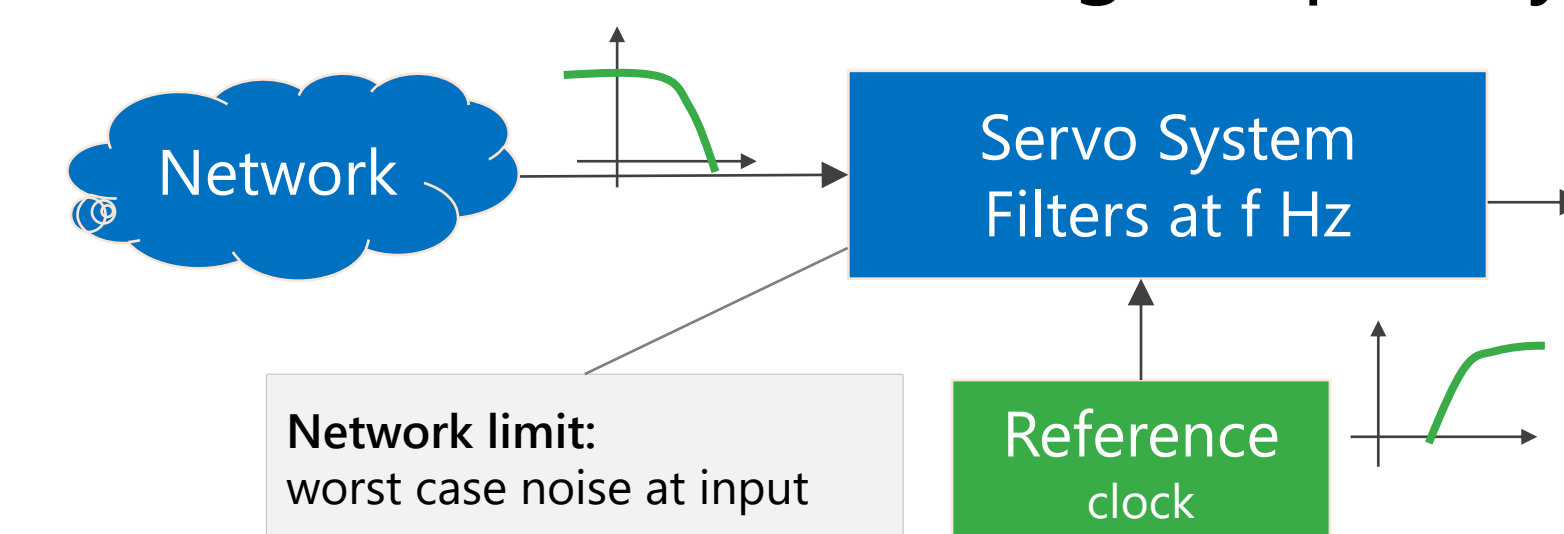 Network
Servo System
Filters at f Hz
Network limit:
worst case noise at input
Reference
clock